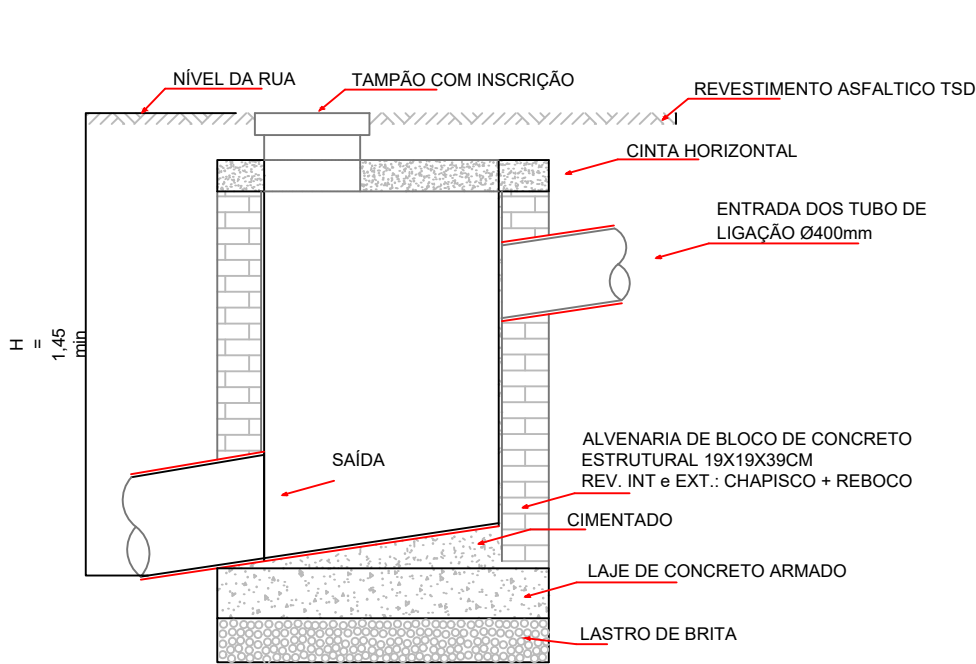 NÍVEL DA RUA
TAMPÃO COM INSCRIÇÃO
REVESTIMENTO ASFALTICO TSD
CINTA HORIZONTAL
ENTRADA DOS TUBO DE
LIGAÇÃO Ø400mm
H
=
1,45
min
SAÍDA
ALVENARIA DE BLOCO DE CONCRETO
ESTRUTURAL 19X19X39CM
REV. INT e EXT.: CHAPISCO + REBOCO
CIMENTADO
LAJE DE CONCRETO ARMADO
LASTRO DE BRITA